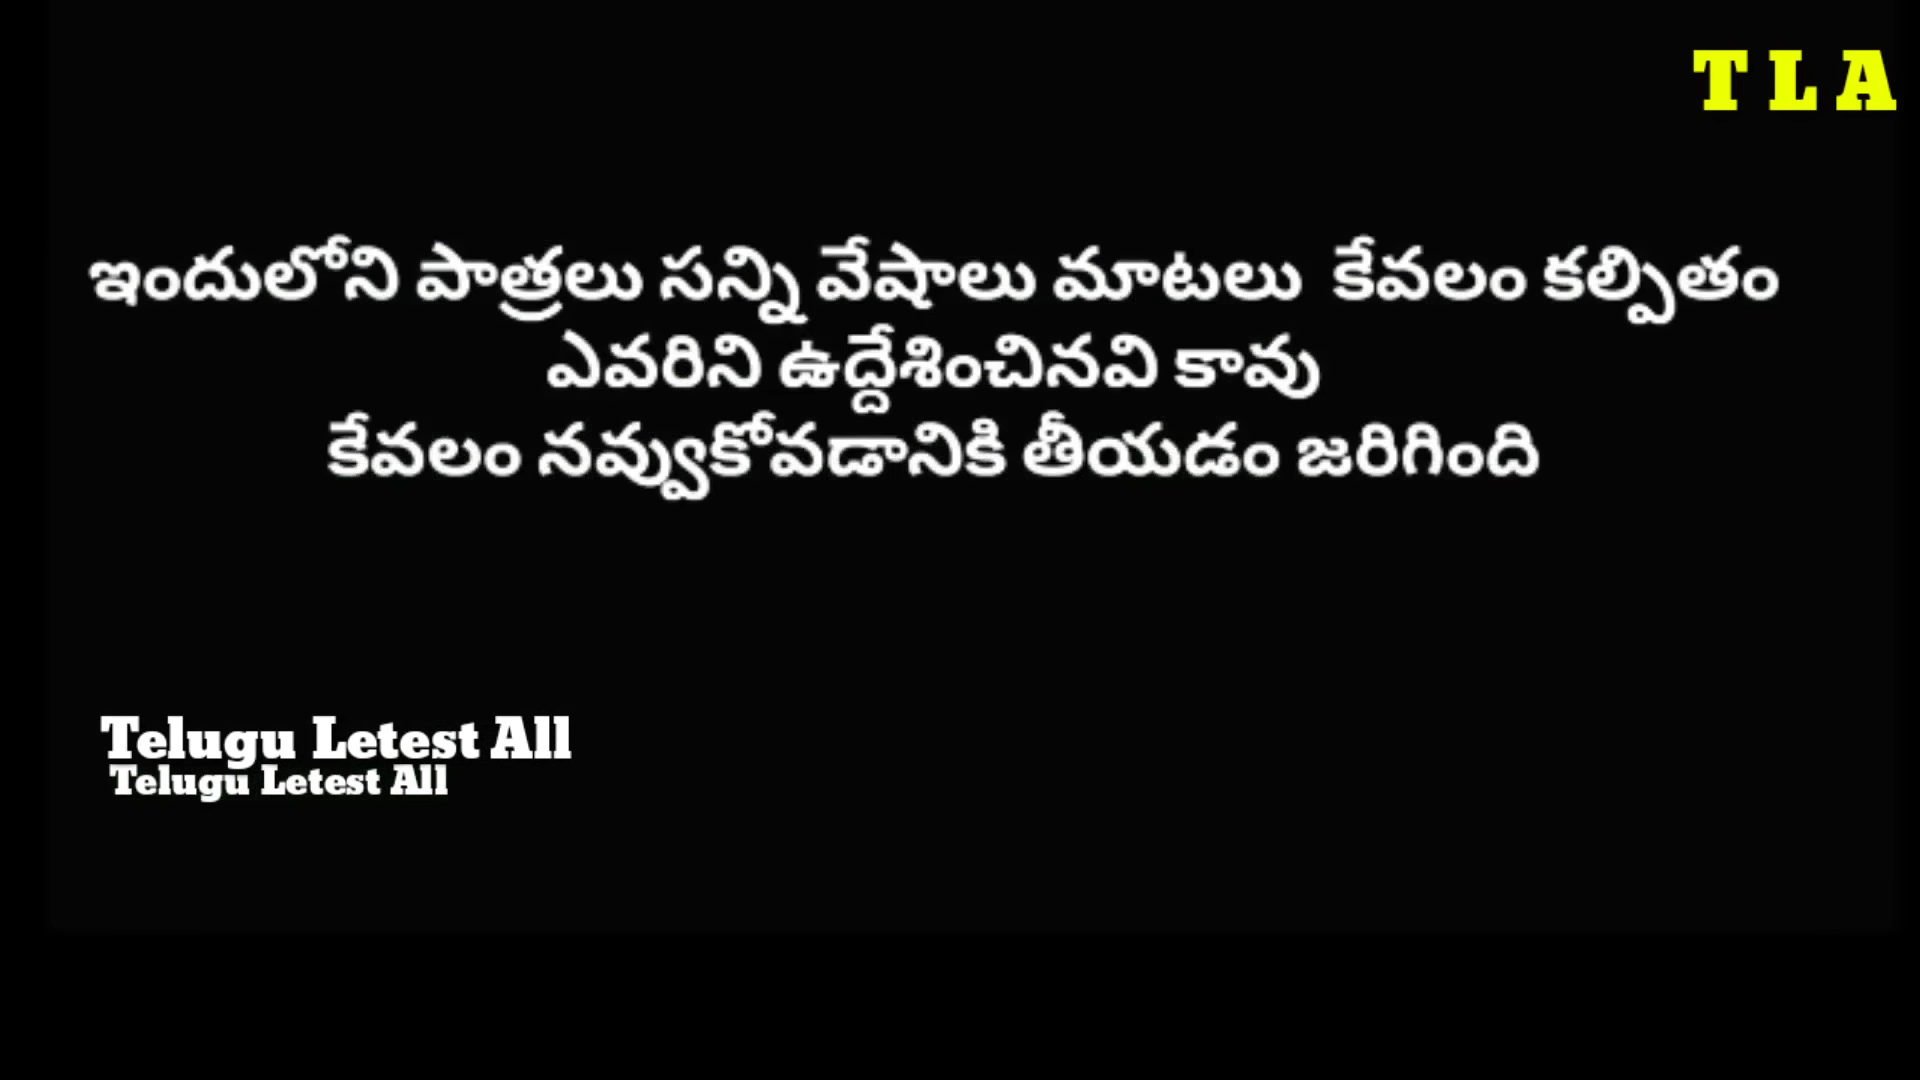 T L A
ఇందులోని పాత్రలు సన్ని వేషాలు మాటలు కేవలం కల్పితం
ఎవరిని ఉద్దేశించినవి కావు
కేవలం నవ్వుకోవడానికి తీయడం జరిగింది
Telugu Letest All
Telugu Letest All